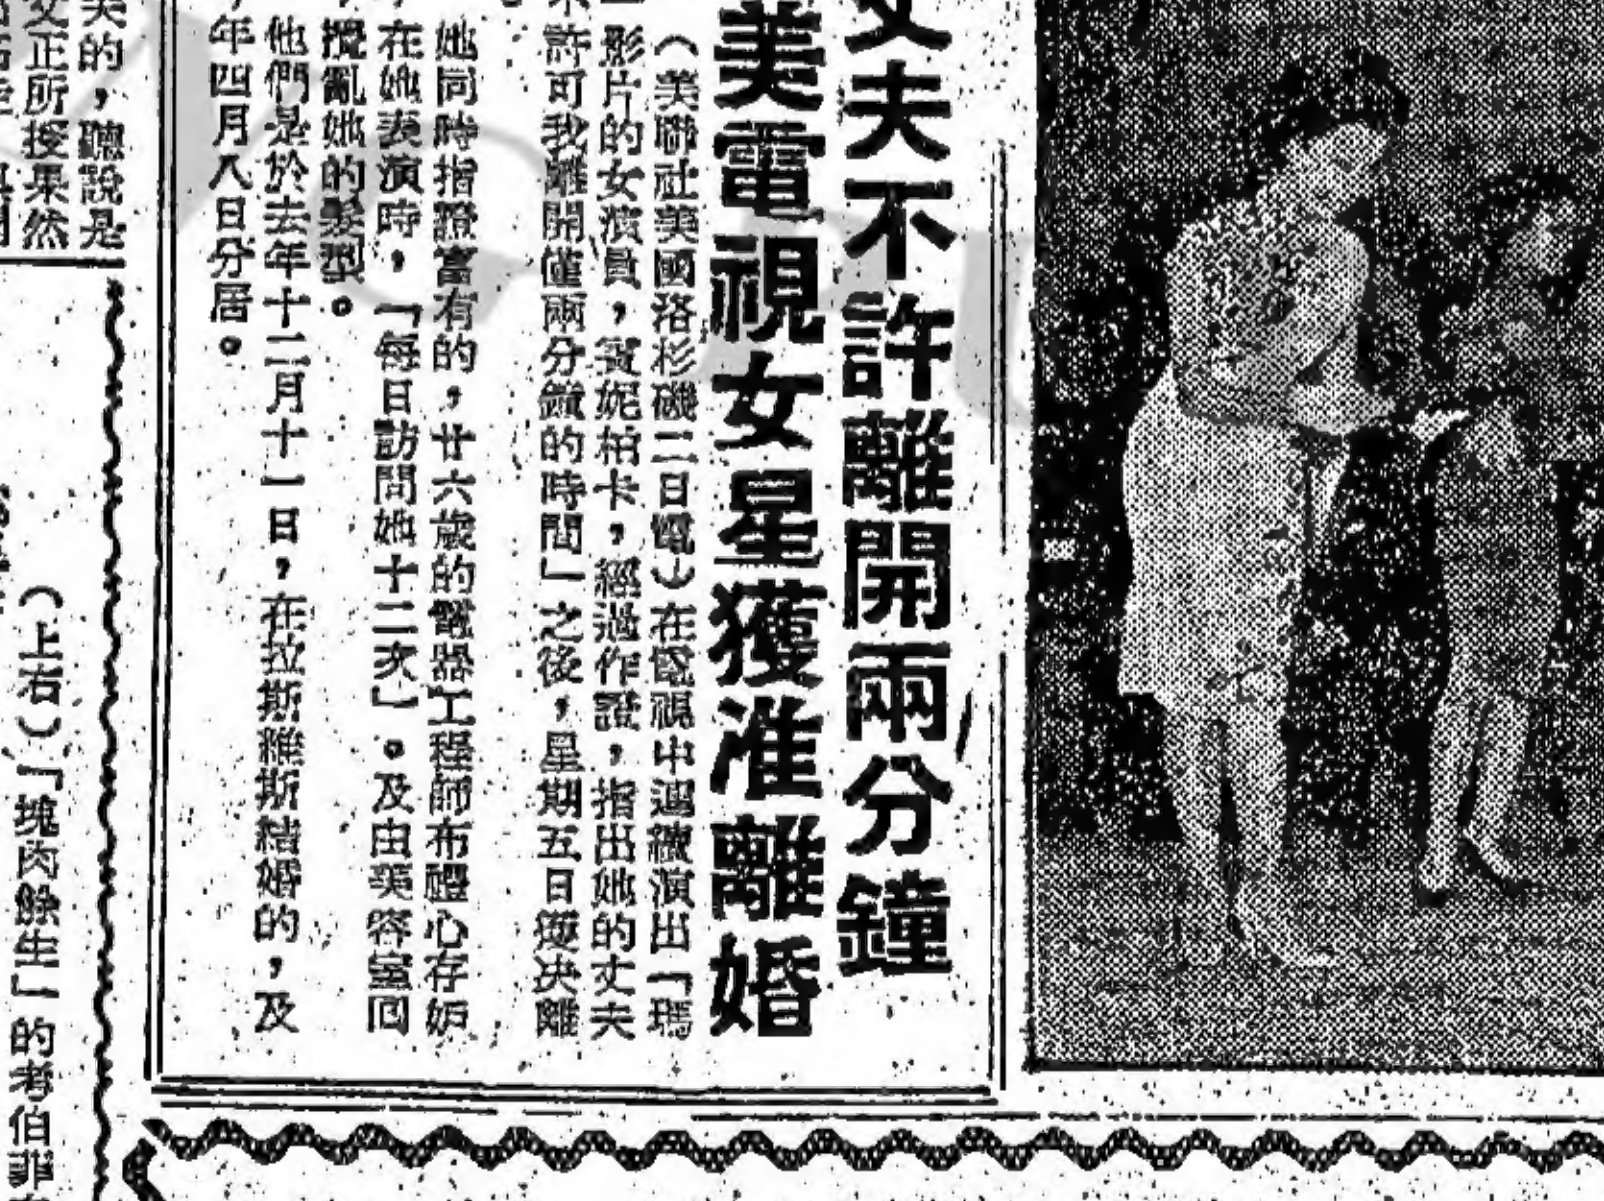 夫不許離開兩分鐘
美電視女星獲准離婚
（美聯社美國洛杉磯二日電）在電視中連續演出「瑪
影片的女演員，寶妮柏卡，經過作證，指出她的丈夫
許可我離開僅兩分鐘的時間」之後，星期五日獲決離
她同時指證富有的，廿六歲的電器工程師布禮心存妒
，在她表演時，「每日訪問她十二次」。及由美容室回
攪亂她的髮型。
他們是於去年十二月十一日，在拉斯維斯結婚的，及
年四月八日分居。
的，聽說是
正所授果然
（上右）「塊肉餘生」的考伯菲